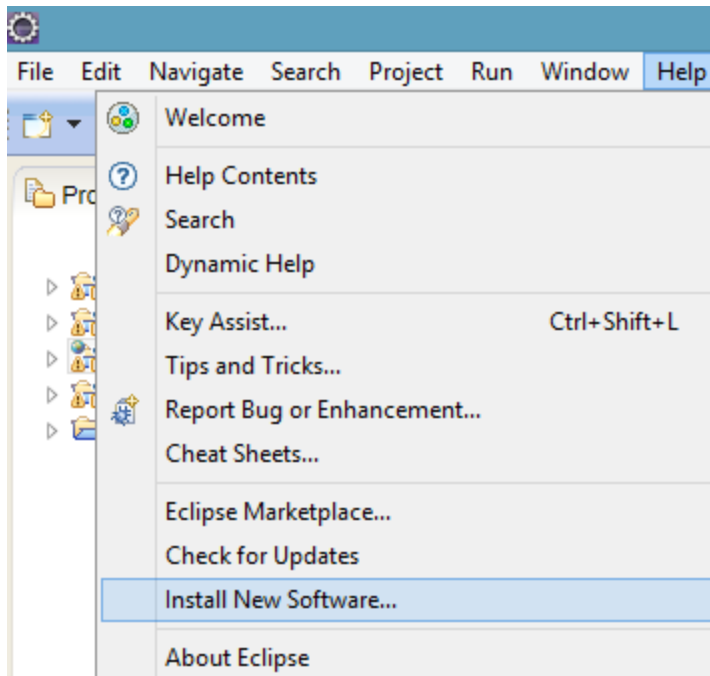 File Edit Navigate Search Project Run Window Help
Welcome
Pro
Help Contents
Search
Dynamic Help
Key Assist... Ctrl+Shift+L
Tips and Tricks...
Report Bug or Enhancement...
Cheat Sheets...
Eclipse Marketplace...
Check for Updates
Install New Software...
About Eclipse